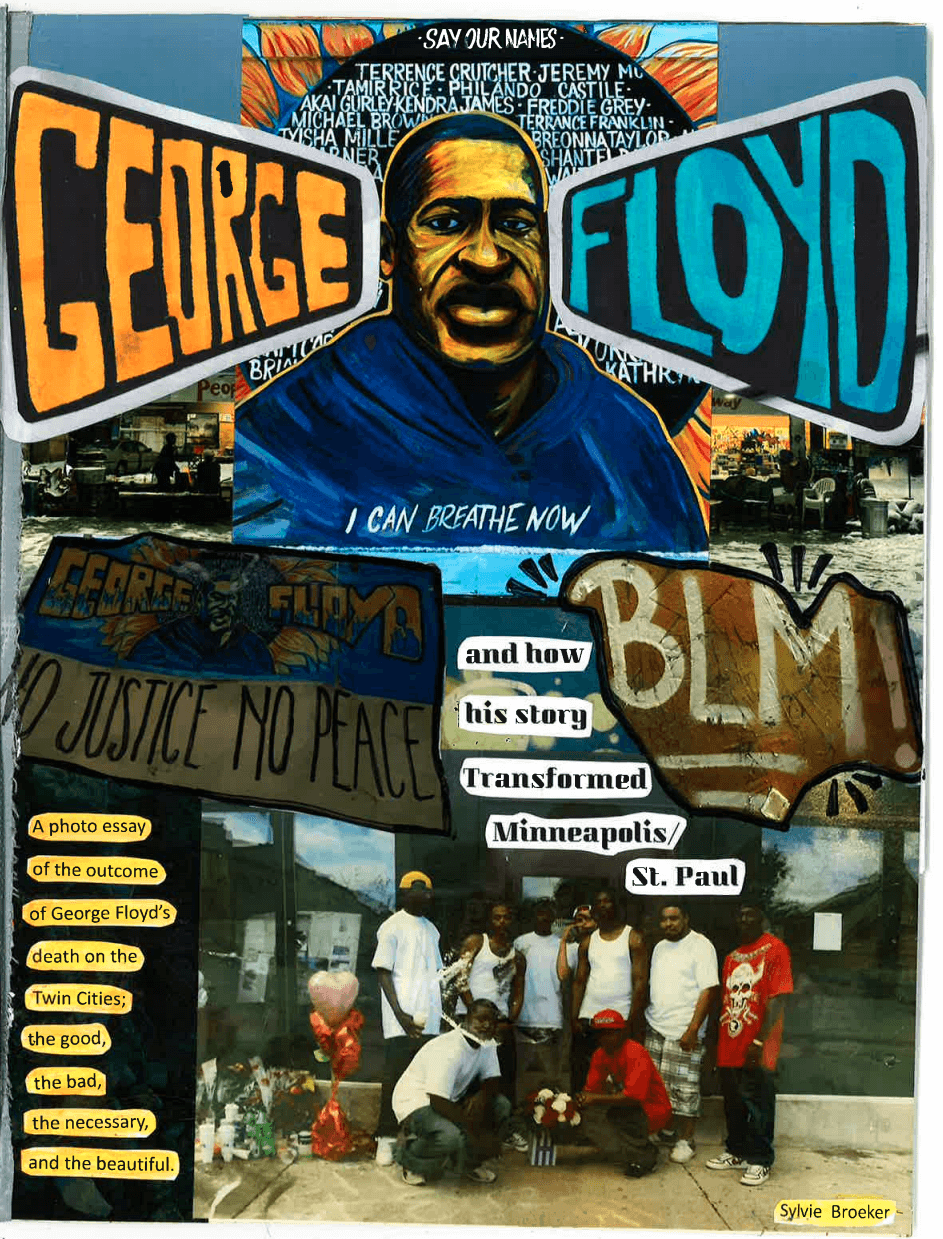 · SAY OUR NAMES ·
TERRENCE CRUTCHER · JEREMY
· TAMIR RICE · PHILANDO CASTILE ·
AKAI GURLEY · KENDRA JAMES · FREDDIE GREY ·
MICHAEL BROWN TERRANCE FRANKLIN ·
BREONNA TAYLOR
GEORGE FLOYD
I CAN BREATHE NOW
GEORGE FLOYD
JUSTICE NO PEACE
BLM!
and how
his story
Transformed
Minneapolis/
St. Paul
A photo essay
of the outcome
of George Floyd's
death on the
Twin Cities;
the good,
the bad,
the necessary,
and the beautiful.
Sylvie Broeker